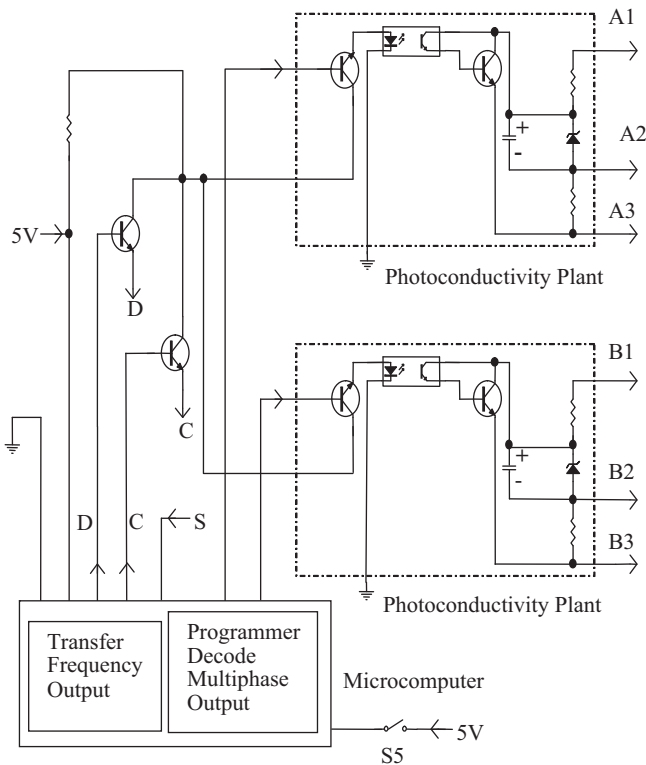 A1
+
A2
-
5V
A3
Photoconductivity Plant
D
B1
C
+
B2
-
D
C
S
B3
Photoconductivity Plant
Transfer
Frequency
Output
Programmer
Decode
Multiphase
Output
Microcomputer
5V
S5